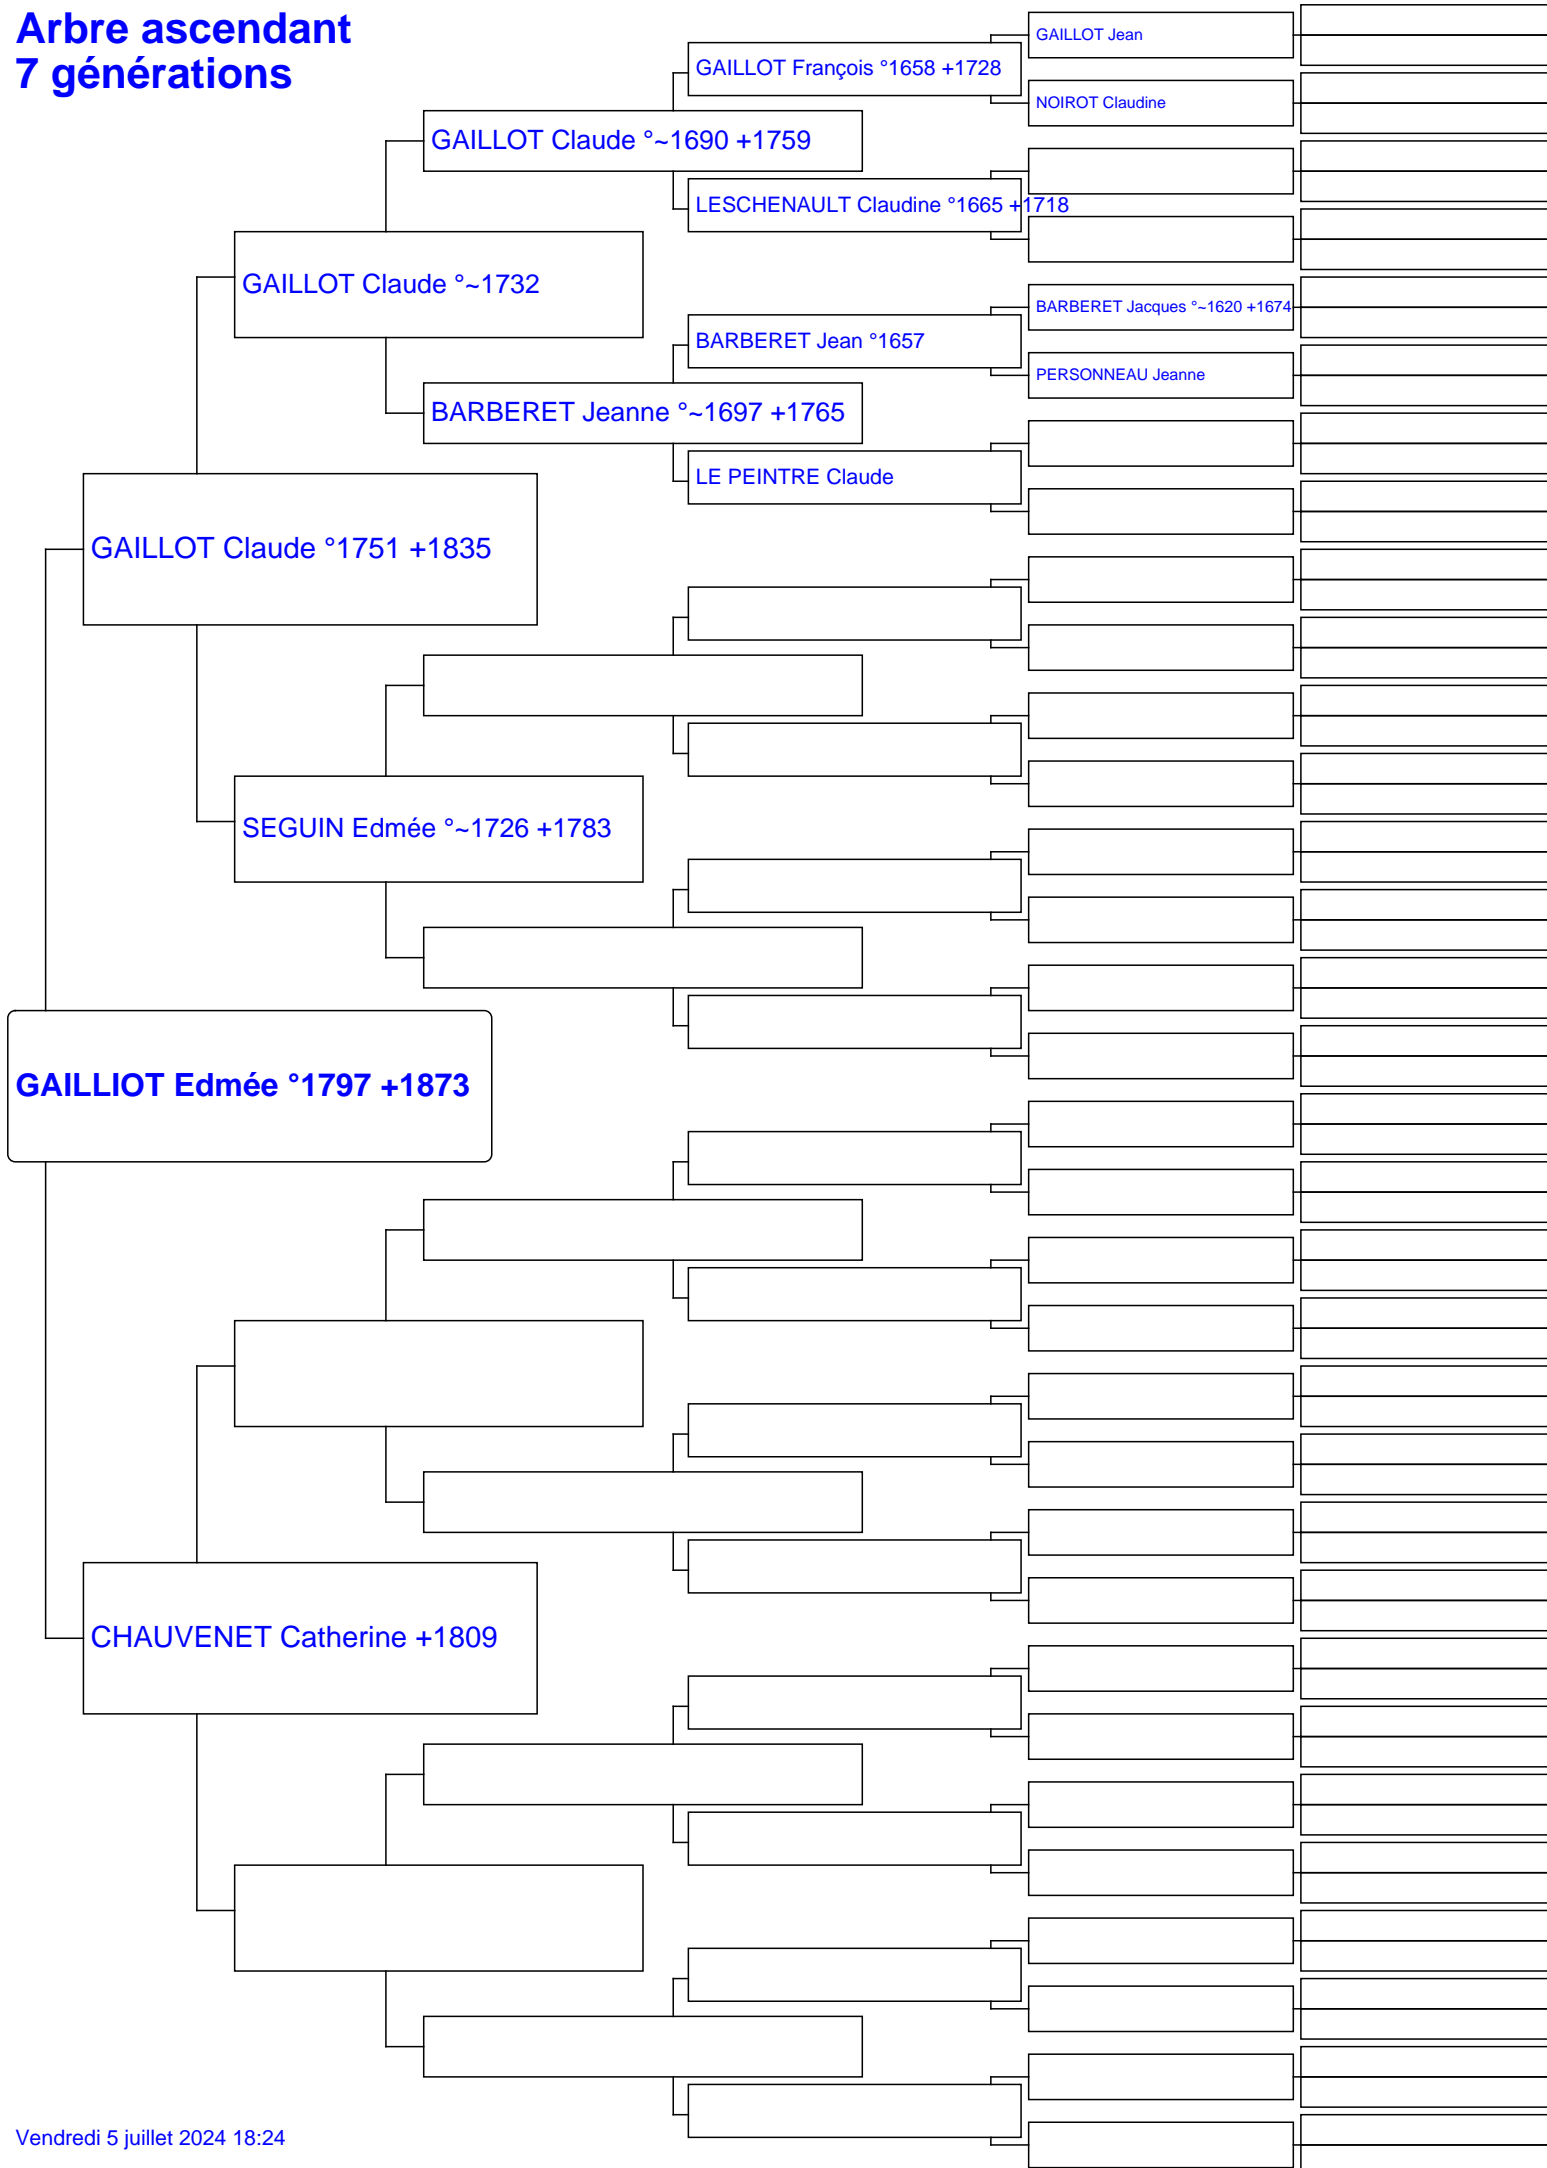 Arbre ascendant
7 générations
GAILLOT Jean
GAILLOT François °1658 +1728
NOIROT Claudine
GAILLOT Claude °~1690 +1759
LESCHENAULT Claudine °1665 +1718
GAILLOT Claude °~1732
BARBERET Jacques °~1620 +1674
BARBERET Jean °1657
PERSONNEAU Jeanne
BARBERET Jeanne °~1697 +1765
LE PEINTRE Claude
GAILLOT Claude °1751 +1835
SEGUIN Edmée °~1726 +1783
GAILLIOT Edmée °1797 +1873
CHAUVENET Catherine +1809
Vendredi 5 juillet 2024 18:24